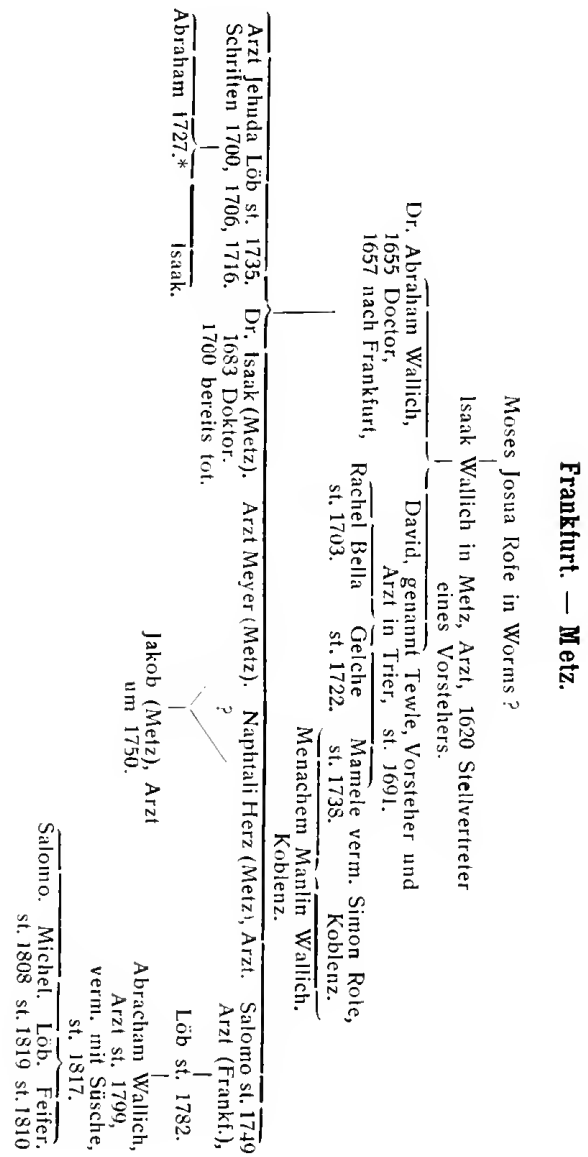 Frankfurt. — Metz.
Moses Josua Rofe in Worms ?
Isaak Wallich in Metz, Arzt, 1620 Stellvertreter
eines Vorstehers.
Dr. Abraham Wallich,
1655 Doctor,
1657 nach Frankfurt,
David, genannt Tewle, Vorsteher und
Arzt in Trier, st. 1691.
Rachel Bella
st. 1703.
Gelche
st. 1722.
Mamele verm. Simon Rofe,
st. 1738.
Koblenz.
Menachem Manlin Wallich.
Koblenz.
Arzt Jehuda Löb st. 1735.
Schriften 1700, 1706, 1716.
Dr. Isaak (Metz).
1683 Doktor.
1700 bereits tot.
Arzt Meyer (Metz).
Naphtali Herz (Metz), Arzt.
Salomo st. 1749
Arzt (Frankf.),
Abraham 1727.*
Isaak.
?
Jakob (Metz), Arzt
um 1750.
Löb st. 1782.
Abracham Wallich,
Arzt st. 1799,
verm. mit Süsche,
st. 1817.
Salomo. Michel. Löb. Feifer.
st. 1808 st. 1819 st. 1810